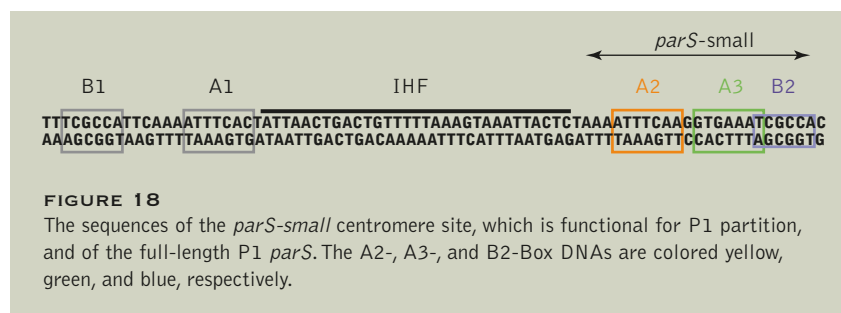 parS-small
B1 A1 IHF A2 A3 B2
TTTCGCCATTCAAAATTTCACTATTAACTGACTGTTTTTAAAGTAAATTACTCTAAAATTTCAAGGTGAAATCGCCAC
AAAGCGGTAAGTTTTAAAGTGATAATTGACTGACAAAAATTTCATTTAATGAGATTTTAAAGTTCCACTTTAGCGGTG
FIGURE 18
The sequences of the parS-small centromere site, which is functional for P1 partition,
and of the full-length P1 parS. The A2-, A3-, and B2-Box DNAs are colored yellow,
green, and blue, respectively.